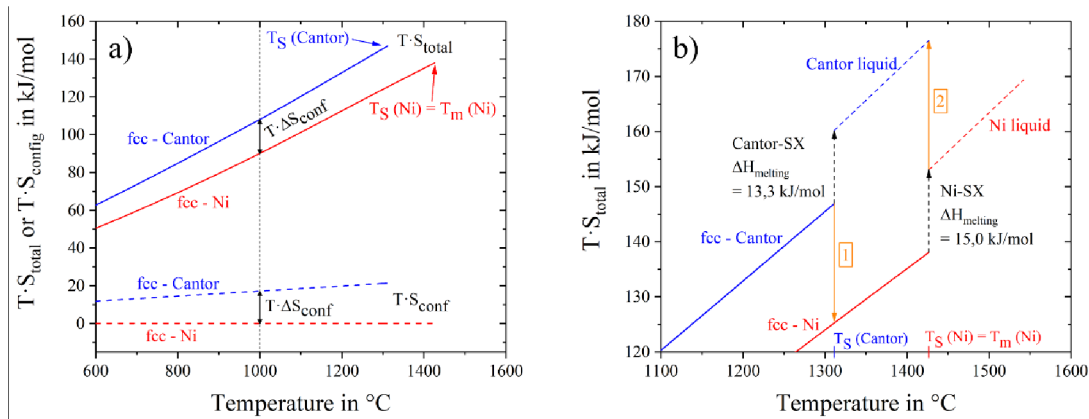 a)
T·S_total or T·S_config in kJ/mol
160
140
120
100
80
60
40
20
0
T_S (Cantor)
T·S_total
T_S (Ni) = T_m (Ni)
fcc - Cantor
T·ΔS_conf
fcc - Ni
fcc - Cantor
T·ΔS_conf
T·S_conf
fcc - Ni
600 800 1000 1200 1400 1600
Temperature in °C
b)
T·S_total in kJ/mol
180
170
160
150
140
130
120
Cantor liquid
2
Ni liquid
Cantor-SX
ΔH_melting
= 13,3 kJ/mol
Ni-SX
ΔH_melting
= 15,0 kJ/mol
fcc - Cantor
1
fcc - Ni
T_S (Cantor)
T_S (Ni) = T_m (Ni)
1100 1200 1300 1400 1500 1600
Temperature in °C